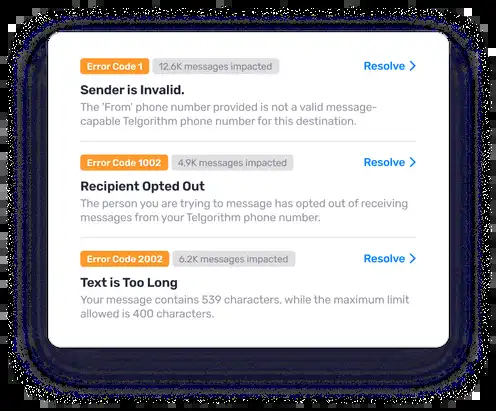 Error Code 1 12,6K messages impacted Resolve >
Sender is Invalid.
The 'From' phone number provided is not a valid message-
capable Telgorithm phone number for this destination.
Error Code 1002 4,9K messages impacted Resolve >
Recipient Opted Out
The person you are trying to message has opted out of receiving
messages from your Telgorithm phone number.
Error Code 2002 6.2K messages impacted Resolve >
Text is Too Long
Your message contains 539 characters, while the maximum limit
allowed is 400 characters.